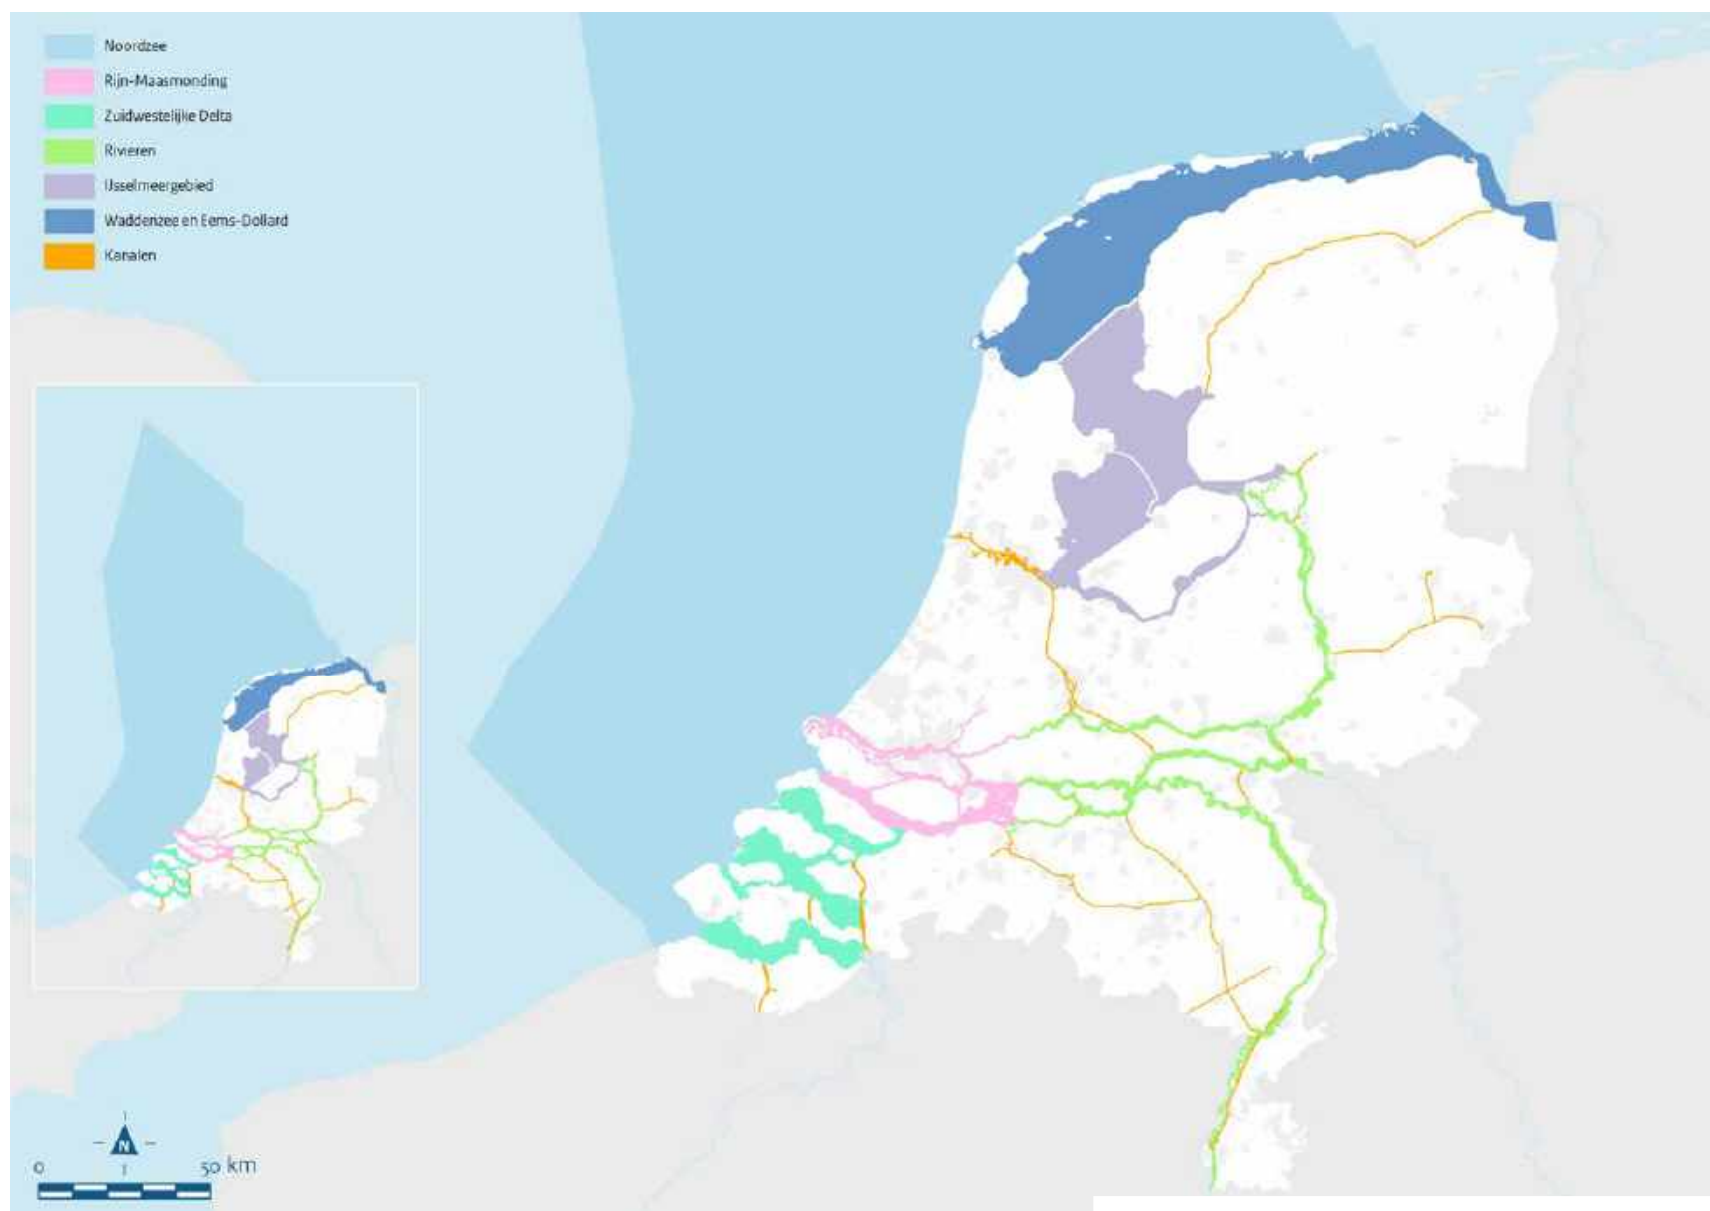 Noordzee
Rijn-Maasmonding
Zuidwestelijke Delta
Rivieren
IJsselmeergebied
Waddenzee en Eems-Dollard
Kanalen
N
0 50 km